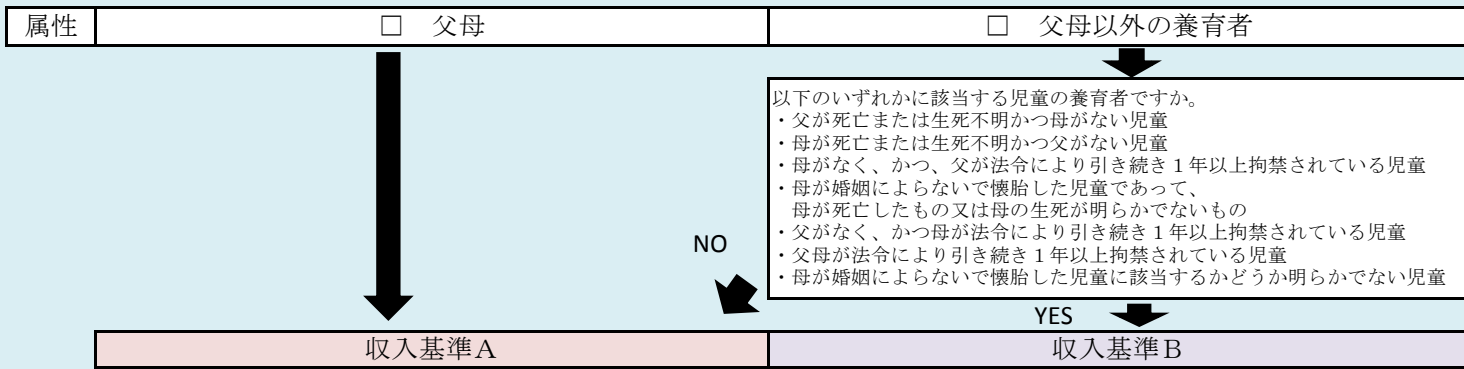 属性
□　父母
□　父母以外の養育者
以下のいずれかに該当する児童の養育者ですか。
・父が死亡または生死不明かつ母がない児童
・母が死亡または生死不明かつ父がない児童
・母がなく、かつ、父が法令により引き続き１年以上拘禁されている児童
・母が婚姻によらないで懐胎した児童であって、
母が死亡したもの又は母の生死が明らかでないもの
・父がなく、かつ母が法令により引き続き１年以上拘禁されている児童
・父母が法令により引き続き１年以上拘禁されている児童
・母が婚姻によらないで懐胎した児童に該当するかどうか明らかでない児童
NO
YES
収入基準Ａ
収入基準Ｂ